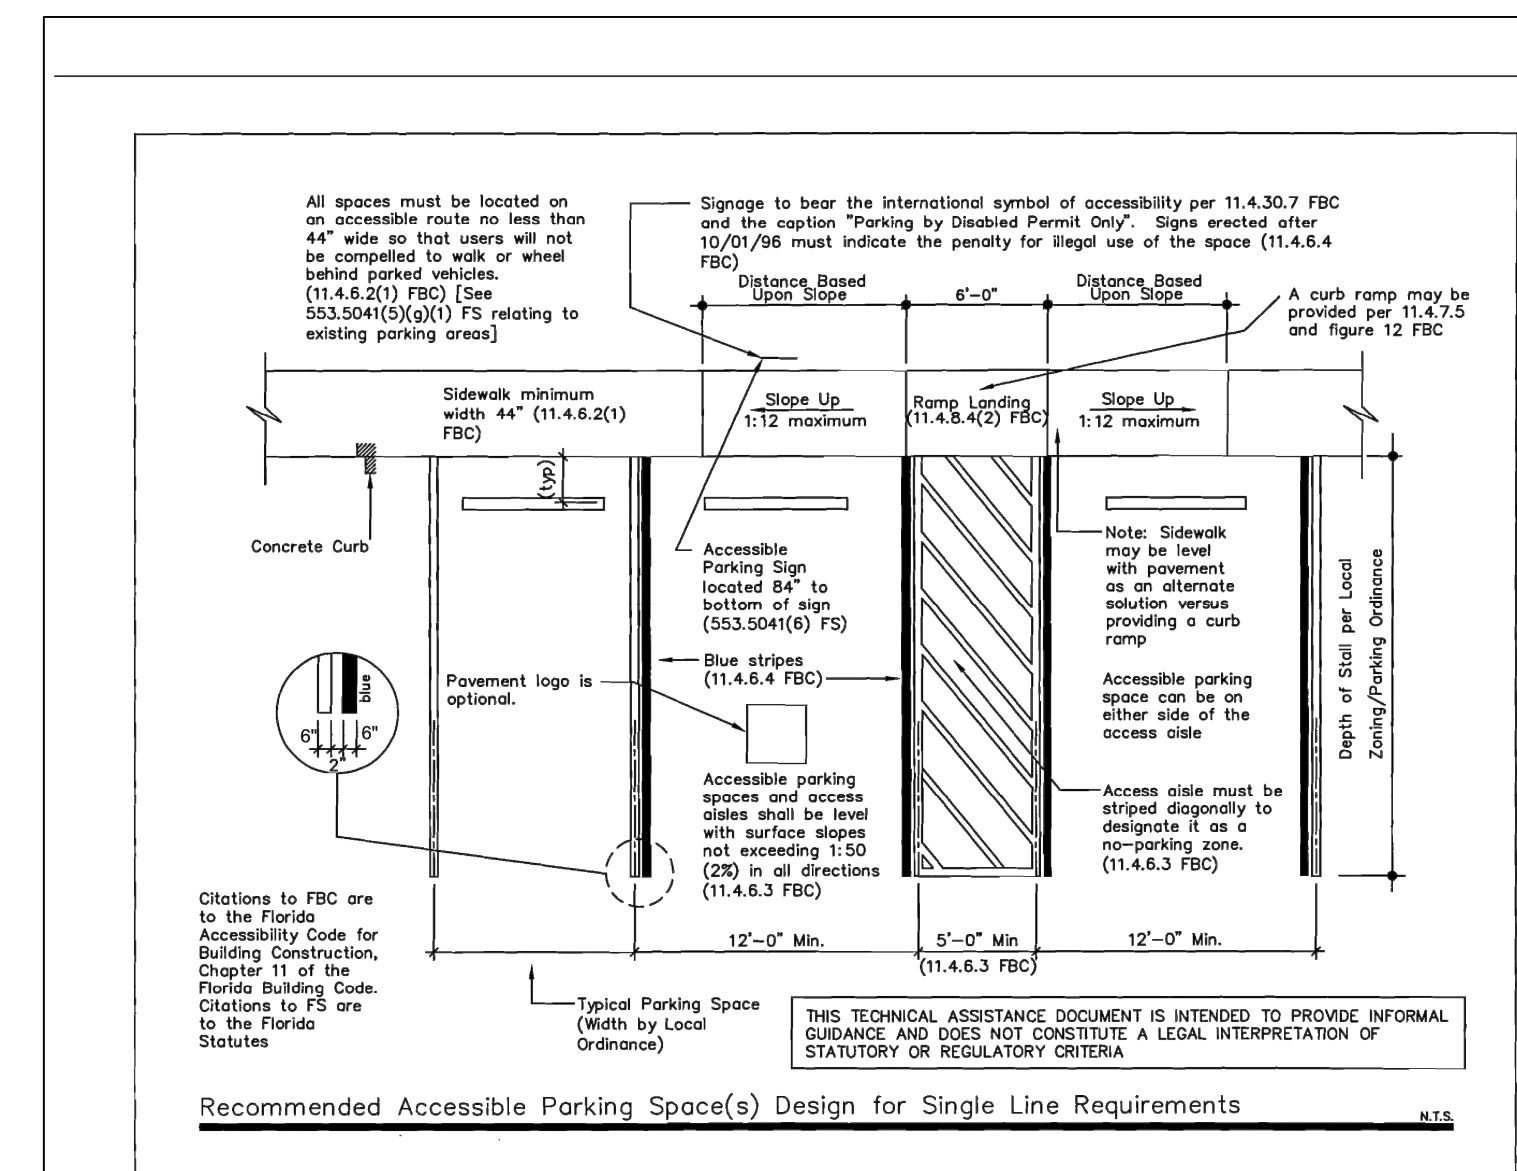 All spaces must be located on
an accessible route no less than
44" wide so that users will not
be compelled to walk or wheel
behind parked vehicles.
(11.4.6.2(1) FBC) [See
553.5041(5)(g)(1) FS relating to
existing parking areas]
Signage to bear the international symbol of accessibility per 11.4.30.7 FBC
and the caption "Parking by Disabled Permit Only". Signs erected after
10/01/96 must indicate the penalty for illegal use of the space (11.4.6.4
FBC)
Distance Based
Upon Slope
6'-0"
Distance Based
Upon Slope
A curb ramp may be
provided per 11.4.7.5
and figure 12 FBC
Sidewalk minimum
width 44" (11.4.6.2(1)
FBC)
Slope Up
1:12 maximum
Ramp Landing
(11.4.8.4(2) FBC)
Slope Up
1:12 maximum
(typ)
Concrete Curb
Accessible
Parking Sign
located 84" to
bottom of sign
(553.5041(6) FS)
Note: Sidewalk
may be level
with pavement
as an alternate
solution versus
providing a curb
ramp
Depth of Stall per Local
Zoning/Parking Ordinance
blue
6"
6"
2"
Pavement logo is
optional.
Blue stripes
(11.4.6.4 FBC)
Accessible parking
space can be on
either side of the
access aisle
Accessible parking
spaces and access
aisles shall be level
with surface slopes
not exceeding 1:50
(2%) in all directions
(11.4.6.3 FBC)
Access aisle must be
striped diagonally to
designate it as a
no-parking zone.
(11.4.6.3 FBC)
Citations to FBC are
to the Florida
Accessibility Code for
Building Construction,
Chapter 11 of the
Florida Building Code.
Citations to FS are
to the Florida
Statutes
12'-0" Min.
5'-0" Min
(11.4.6.3 FBC)
12'-0" Min.
Typical Parking Space
(Width by Local
Ordinance)
THIS TECHNICAL ASSISTANCE DOCUMENT IS INTENDED TO PROVIDE INFORMAL
GUIDANCE AND DOES NOT CONSTITUTE A LEGAL INTERPRETATION OF
STATUTORY OR REGULATORY CRITERIA
Recommended Accessible Parking Space(s) Design for Single Line Requirements
N.T.S.